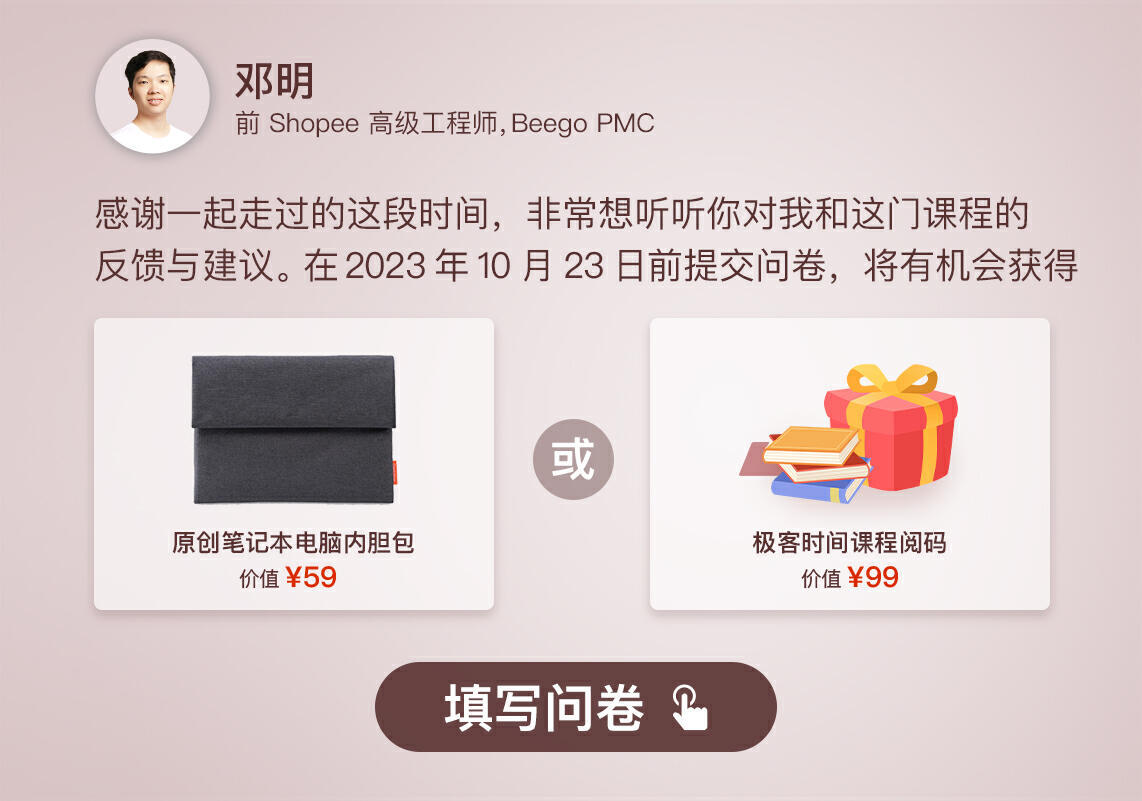 邓明
前 Shopee 高级工程师, Beego PMC
感谢一起走过的这段时间，非常想听听你对我和这门课程的
反馈与建议。在 2023 年 10 月 23 日前提交问卷，将有机会获得
或
原创笔记本电脑内胆包
价值 ¥59
极客时间课程阅码
价值 ¥99
填写问卷